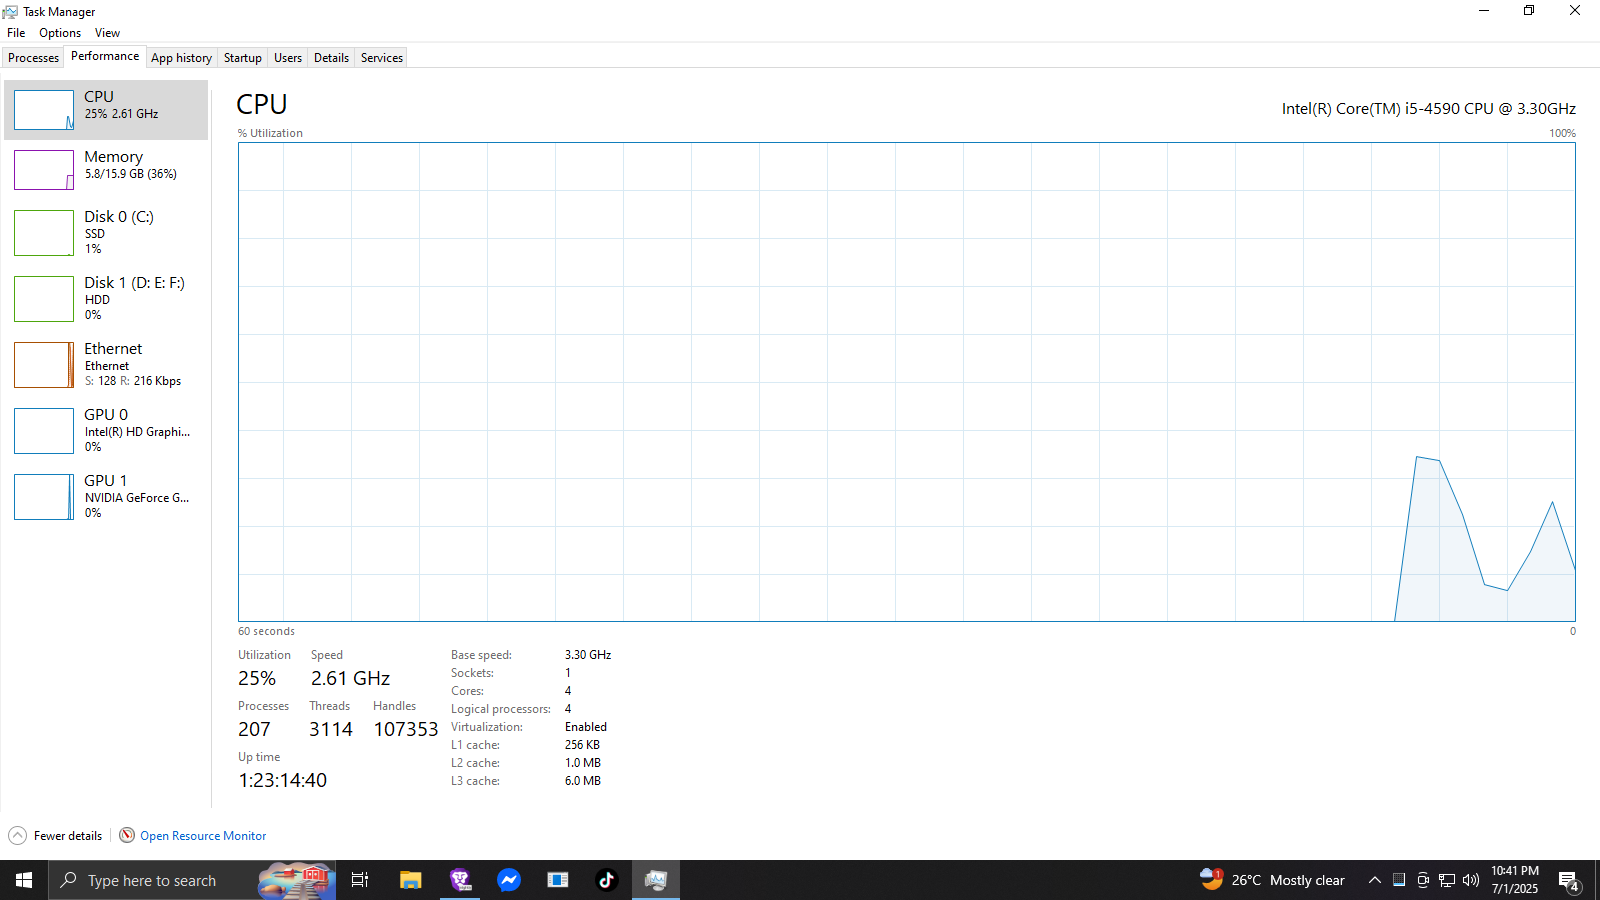 Task Manager
File Options View
Processes Performance App history Startup Users Details Services
CPU
25% 2.61 GHz
Memory
5.8/15.9 GB (36%)
Disk 0 (C:)
SSD
1%
Disk 1 (D: E: F:)
HDD
0%
Ethernet
Ethernet
S: 128 R: 216 Kbps
GPU 0
Intel(R) HD Graphi...
0%
GPU 1
NVIDIA GeForce G...
0%
CPU
Intel(R) Core(TM) i5-4590 CPU @ 3.30GHz
% Utilization 100%
60 seconds 0
Utilization Speed
25% 2.61 GHz
Processes Threads Handles
207 3114 107353
Up time
1:23:14:40
Base speed: 3.30 GHz
Sockets: 1
Cores: 4
Logical processors: 4
Virtualization: Enabled
L1 cache: 256 KB
L2 cache: 1.0 MB
L3 cache: 6.0 MB
Fewer details Open Resource Monitor
Type here to search
1
26°C Mostly clear
10:41 PM
7/1/2025
4